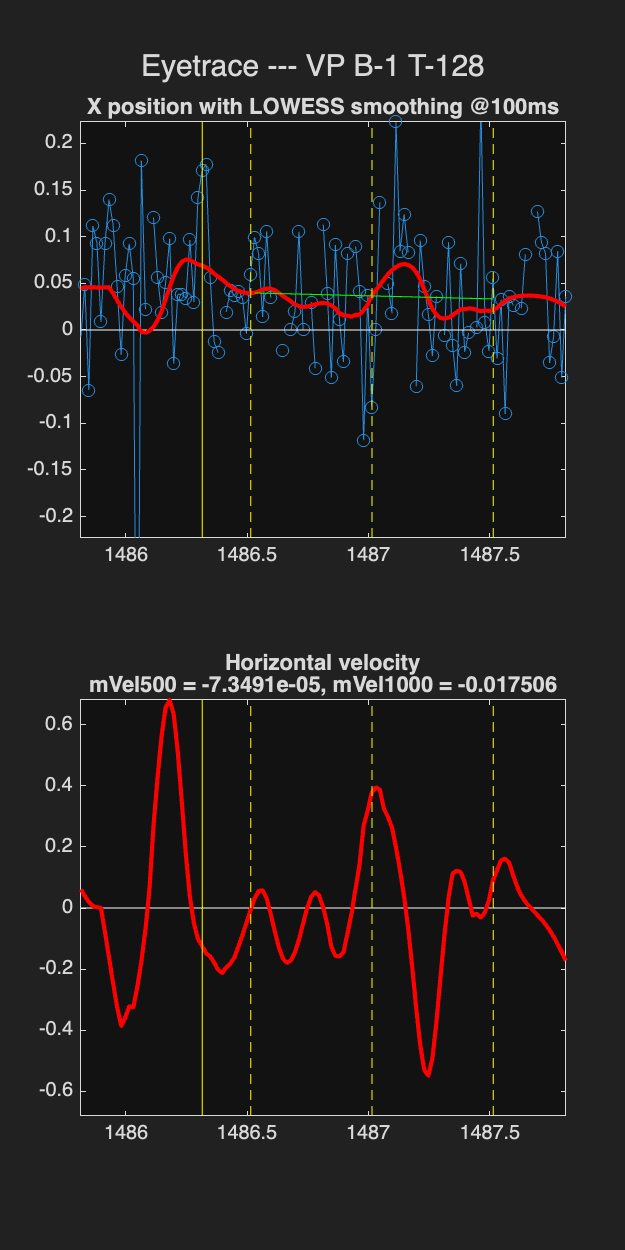 Eyetrace --- VP B-1 T-128
X position with LOWESS smoothing @100ms
0.2
0.15
0.1
0.05
0
-0.05
-0.1
-0.15
-0.2
1486 1486.5 1487 1487.5
Horizontal velocity
mVel500 = -7.3491e-05, mVel1000 = -0.017506
0.6
0.4
0.2
0
-0.2
-0.4
-0.6
1486 1486.5 1487 1487.5